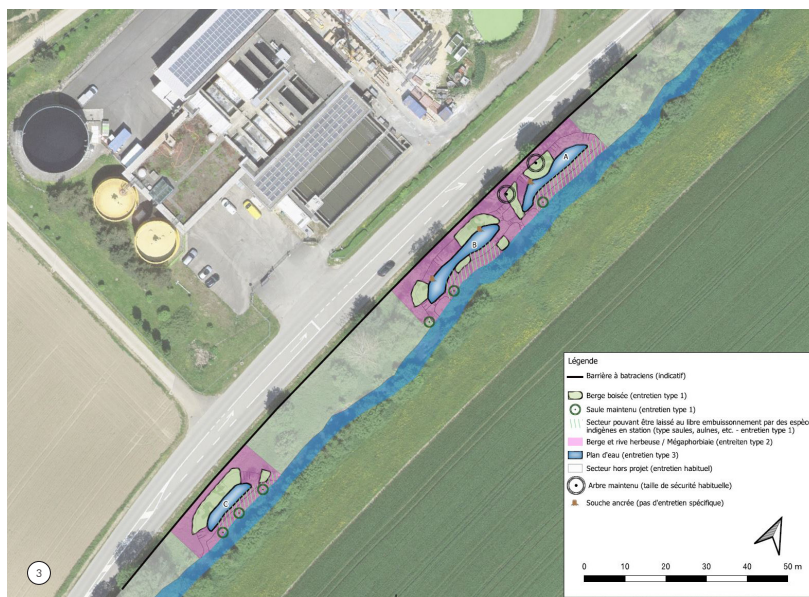 A
B
C
Légende
Barrière à batraciens (indicatif)
Berge boisée (entretien type 1)
Saule maintenu (entretien type 1)
Secteur pouvant être laissé au libre embuissonnement par des espèc
indigènes en station (type saules, aulnes, etc. - entretien type 1)
Berge et rive herbeuse / Mégaphorbiaie (entreiten type 2)
Plan d'eau (entretien type 3)
Secteur hors projet (entretien habituel)
Arbre maintenu (taille de sécurité habituelle)
Souche ancrée (pas d'entretien spécifique)
0 10 20 30 40 50 m
3